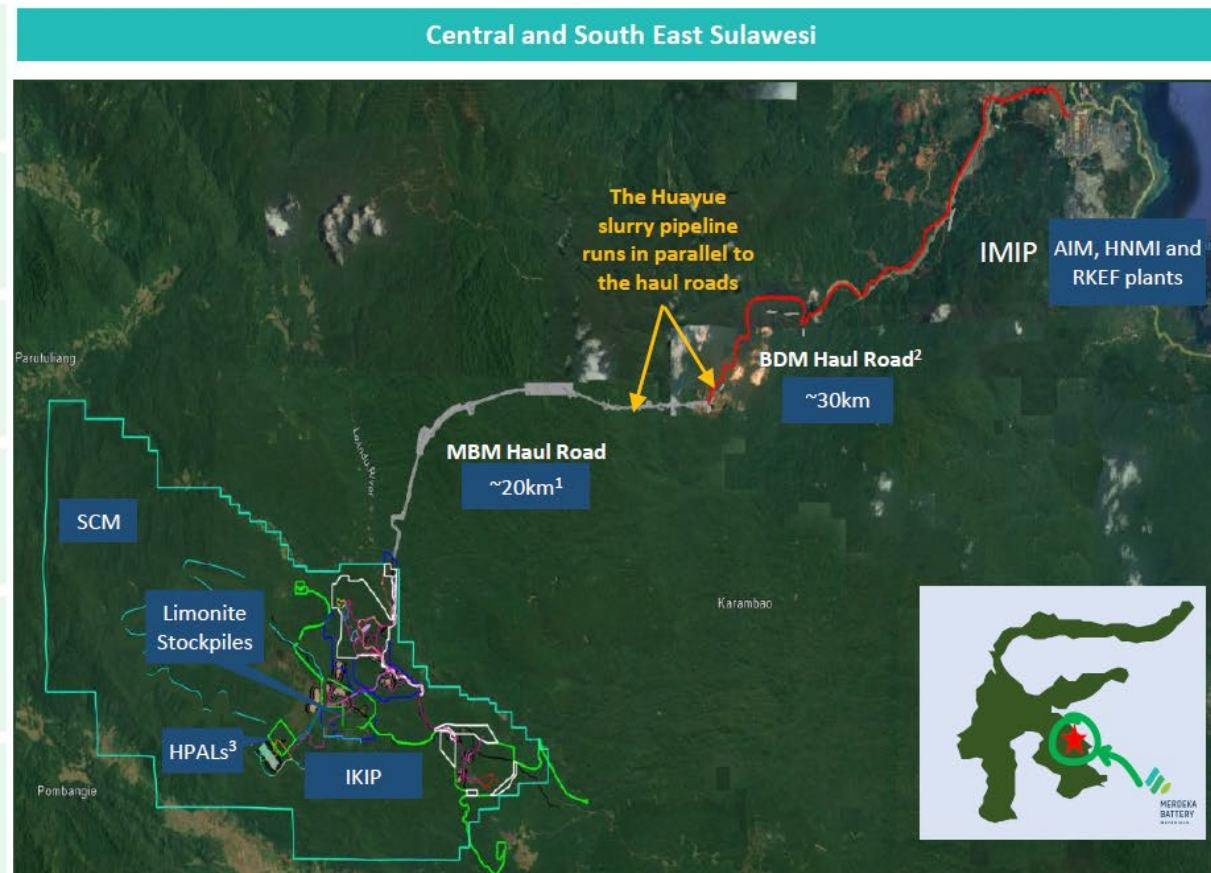 Central and South East Sulawesi
The Huayue
slurry pipeline
runs in parallel to
the haul roads
IMIP
AIM, HNMI and
RKEF plants
Parutuliang
BDM Haul Road²
~30km
MBM Haul Road
~20km¹
SCM
Limonite
Stockpiles
Karambao
HPALs³
IKIP
Pombangie
MERDEKA
BATTERY